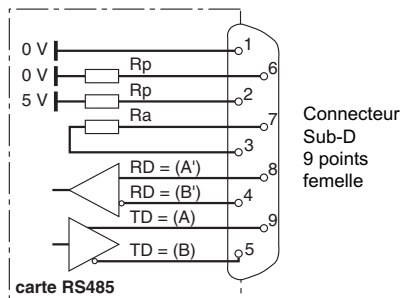 0 V
1
0 V
Rp
6
5 V
Rp
2
Ra
7
3
RD = (A')
8
RD = (B')
4
TD = (A)
9
TD = (B)
5
carte RS485
Connecteur
Sub-D
9 points
femelle